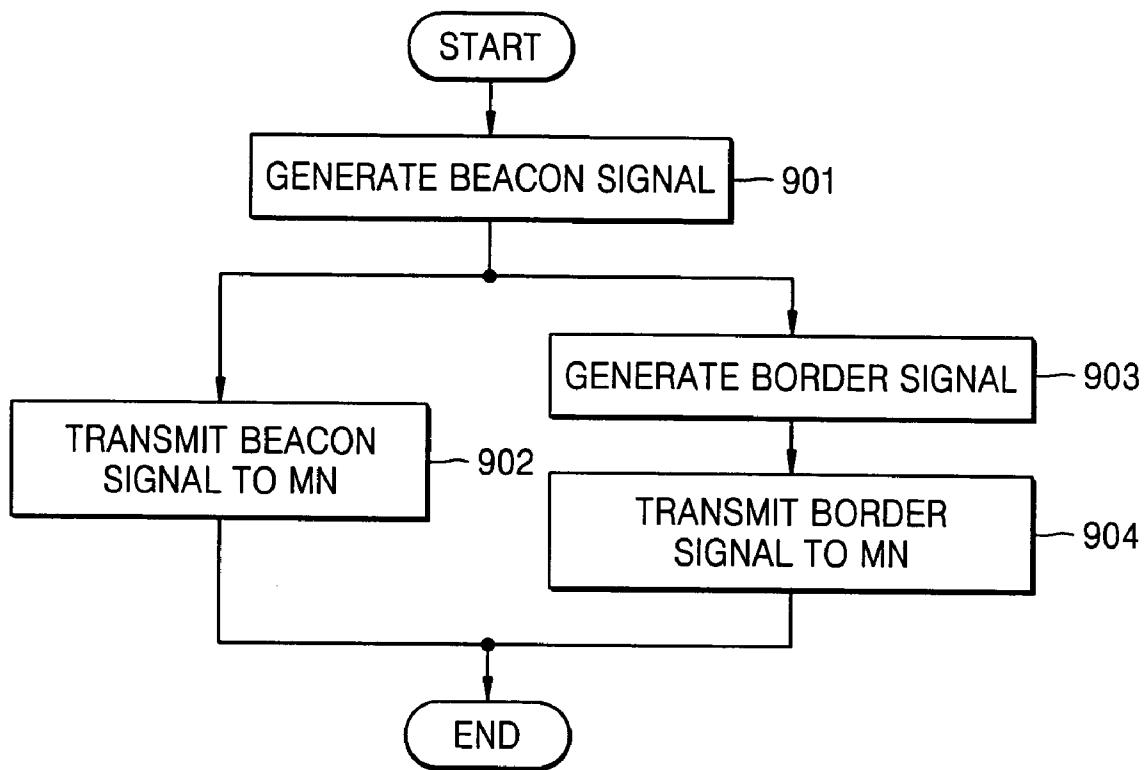 START
GENERATE BEACON SIGNAL
901
GENERATE BORDER SIGNAL
903
TRANSMIT BEACON
SIGNAL TO MN
902
TRANSMIT BORDER
SIGNAL TO MN
904
END